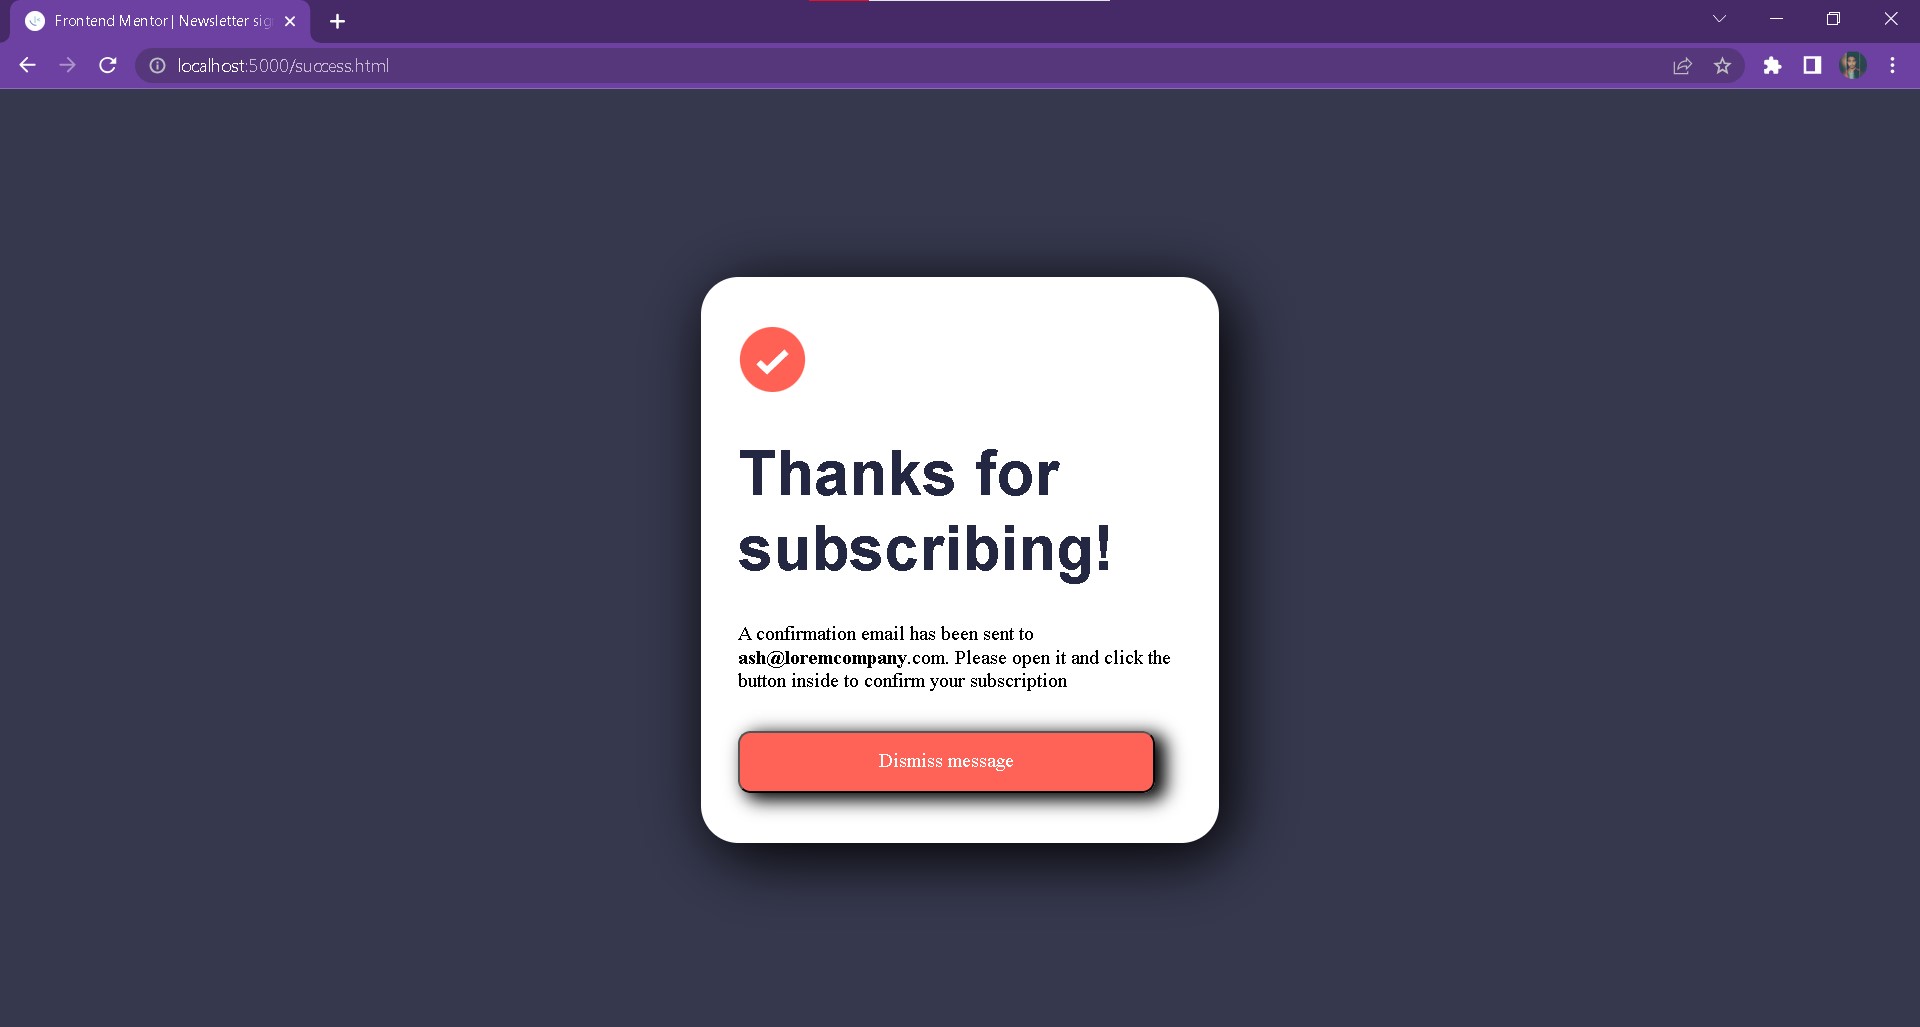 Frontend Mentor | Newsletter sig
localhost:5000/success.html
Thanks for
subscribing!
A confirmation email has been sent to
ash@loremcompany.com. Please open it and click the
button inside to confirm your subscription
Dismiss message